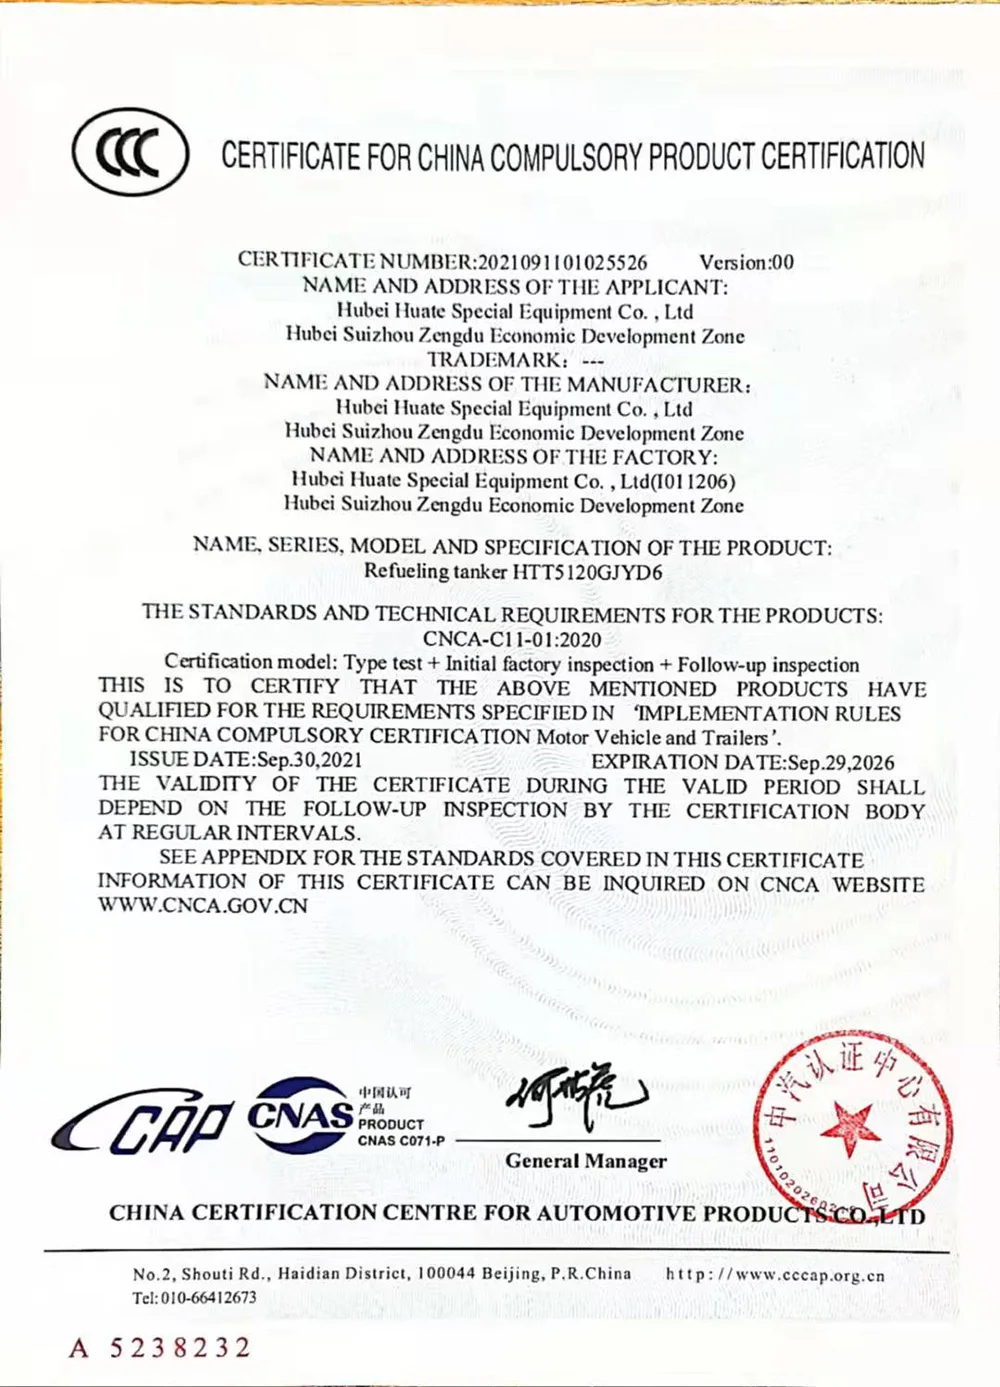 CCC
CERTIFICATE FOR CHINA COMPULSORY PRODUCT CERTIFICATION
CERTIFICATE NUMBER:2021091101025526 Version:00
NAME AND ADDRESS OF THE APPLICANT:
Hubei Huate Special Equipment Co. , Ltd
Hubei Suizhou Zengdu Economic Development Zone
TRADEMARK: ---
NAME AND ADDRESS OF THE MANUFACTURER:
Hubei Huate Special Equipment Co. , Ltd
Hubei Suizhou Zengdu Economic Development Zone
NAME AND ADDRESS OF THE FACTORY:
Hubei Huate Special Equipment Co. , Ltd(I011206)
Hubei Suizhou Zengdu Economic Development Zone
NAME, SERIES, MODEL AND SPECIFICATION OF THE PRODUCT:
Refueling tanker HTT5120GJYD6
THE STANDARDS AND TECHNICAL REQUIREMENTS FOR THE PRODUCTS:
CNCA-C11-01:2020
Certification model: Type test + Initial factory inspection + Follow-up inspection
THIS IS TO CERTIFY THAT THE ABOVE MENTIONED PRODUCTS HAVE
QUALIFIED FOR THE REQUIREMENTS SPECIFIED IN ‘IMPLEMENTATION RULES
FOR CHINA COMPULSORY CERTIFICATION Motor Vehicle and Trailers’.
ISSUE DATE:Sep.30,2021 EXPIRATION DATE:Sep.29,2026
THE VALIDITY OF THE CERTIFICATE DURING THE VALID PERIOD SHALL
DEPEND ON THE FOLLOW-UP INSPECTION BY THE CERTIFICATION BODY
AT REGULAR INTERVALS.
SEE APPENDIX FOR THE STANDARDS COVERED IN THIS CERTIFICATE
INFORMATION OF THIS CERTIFICATE CAN BE INQUIRED ON CNCA WEBSITE
WWW.CNCA.GOV.CN
CCAP
CNAS
中国认可
产品
PRODUCT
CNAS C071-P
General Manager
中汽认证中心有限公司
CHINA CERTIFICATION CENTRE FOR AUTOMOTIVE PRODUCTS CO.,LTD
No.2, Shouti Rd., Haidian District, 100044 Beijing, P.R.China http://www.cccap.org.cn
Tel: 010-66412673
A 5238232